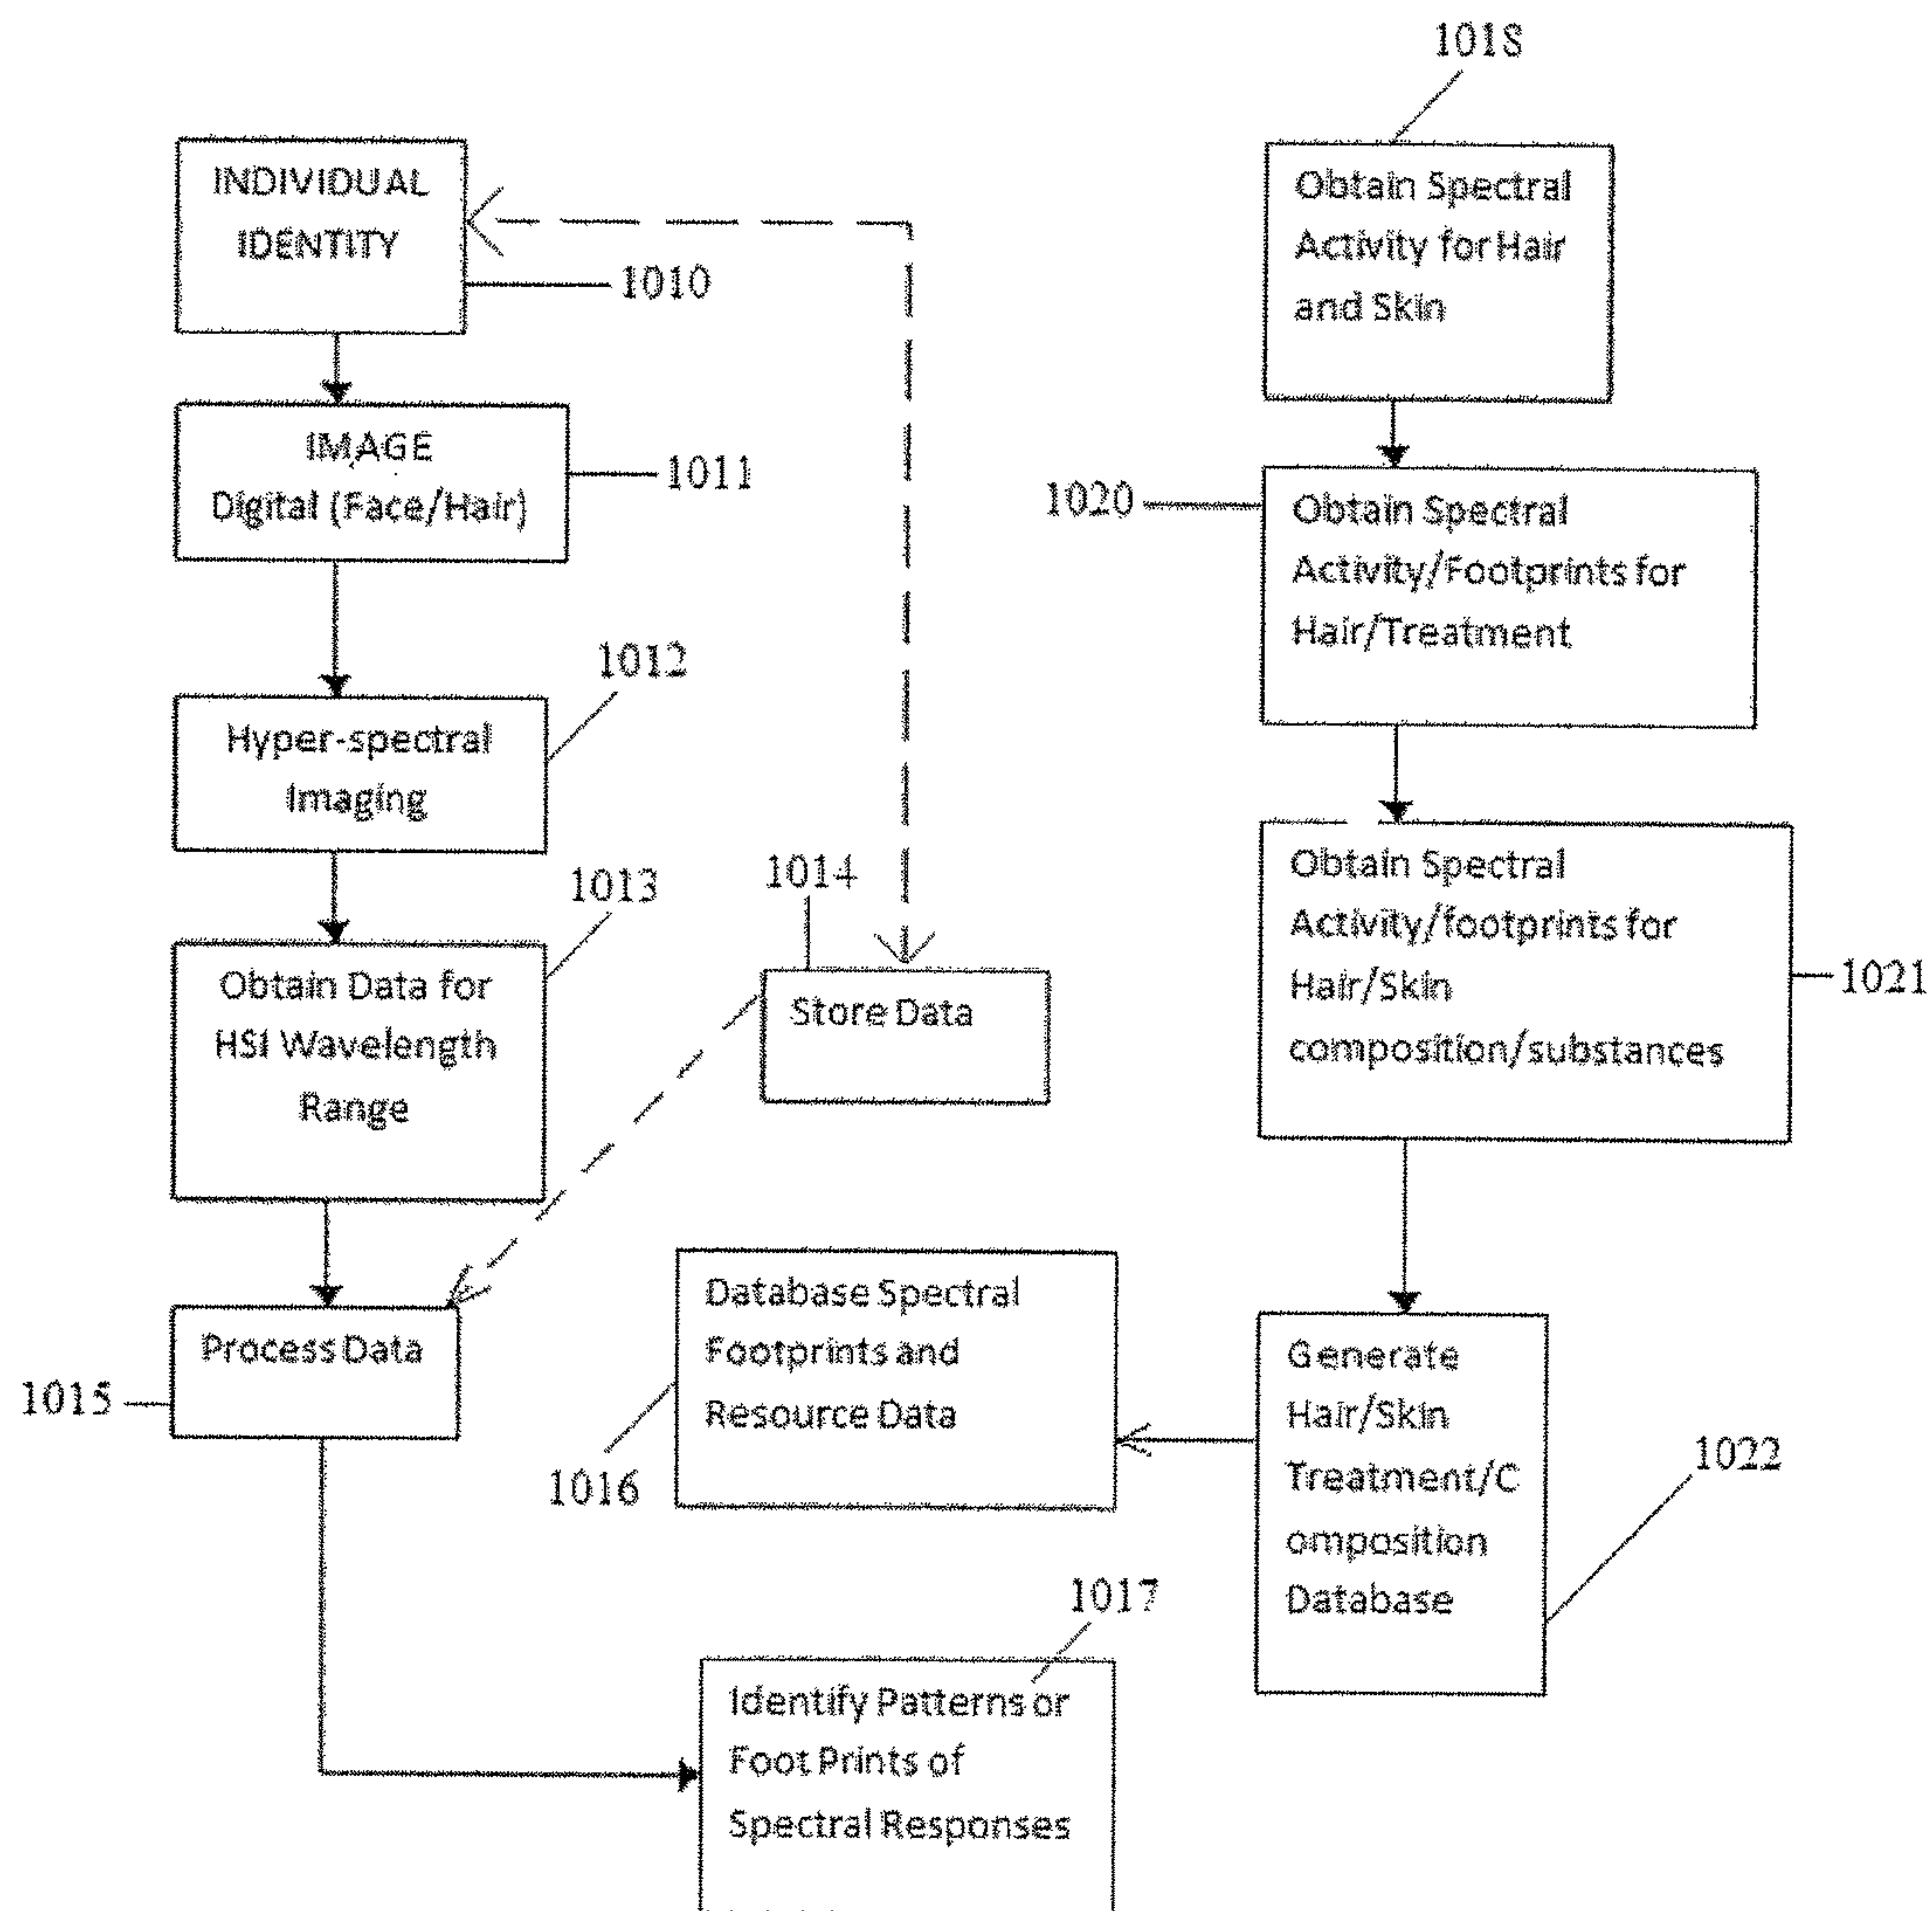 INDIVIDUAL
IDENTITY
1010
IMAGE
Digital (Face/Hair)
1011
Hyper-spectral
Imaging
1012
Obtain Data for
HSI Wavelength
Range
1013
Store Data
1014
Process Data
1015
Database Spectral
Footprints and
Resource Data
1016
Identify Patterns or
Foot Prints of
Spectral Responses
1017
1018
Obtain Spectral
Activity for Hair
and Skin
1020
Obtain Spectral
Activity/Footprints for
Hair/Treatment
Obtain Spectral
Activity/footprints for
Hair/Skin
composition/substances
1021
Generate
Hair/Skin
Treatment/C
omposition
Database
1022